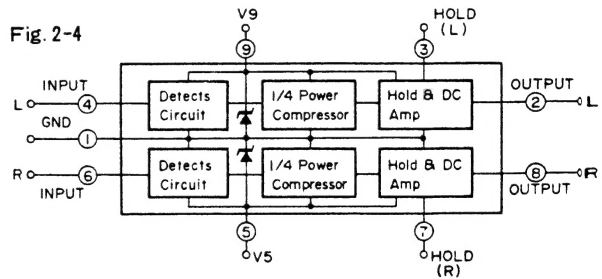 Fig. 2-4
V9
HOLD
(L)
9
3
INPUT
OUTPUT
L
4
Detects
Circuit
1/4 Power
Compressor
Hold & DC
Amp
2
L
GND
1
R
6
Detects
Circuit
1/4 Power
Compressor
Hold & DC
Amp
8
R
INPUT
OUTPUT
5
7
V5
HOLD
(R)